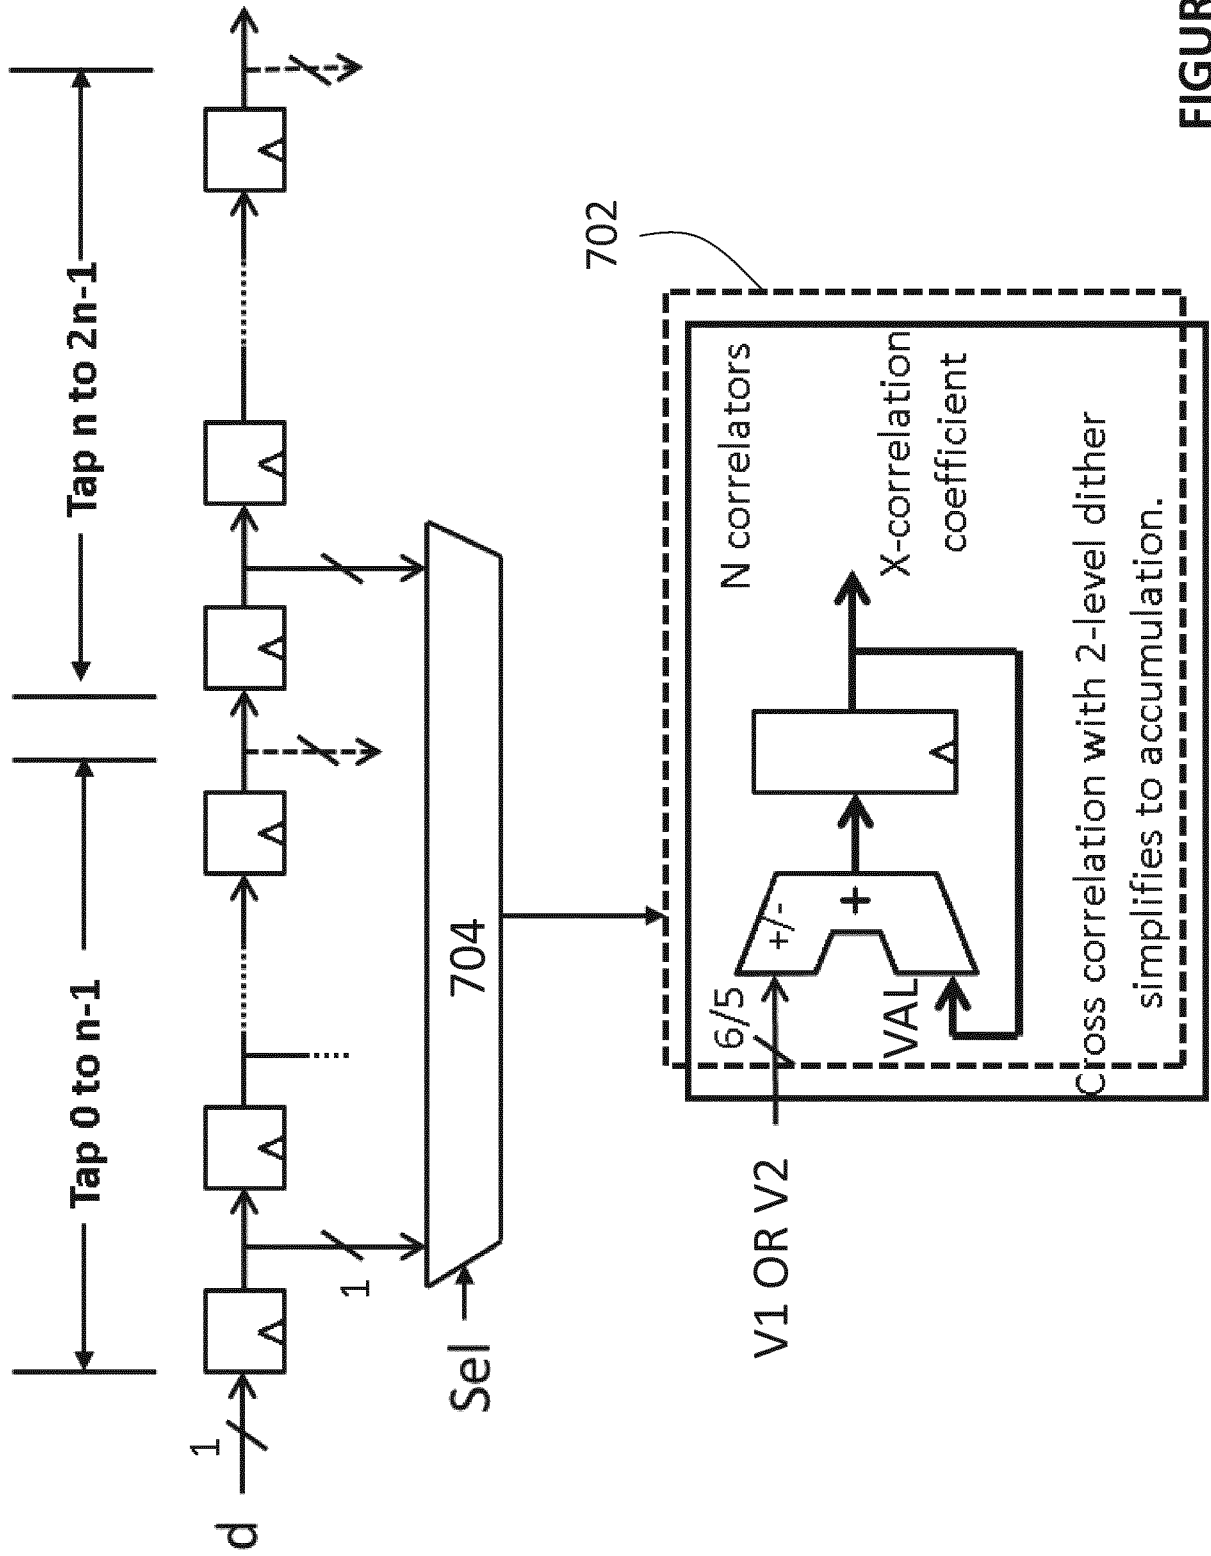 Tap 0 to n-1
Tap n to 2n-1
1
d
1
Sel
704
702
N correlators
V1 OR V2
6/5
+/-
+
VAL
X-correlation
coefficient
Cross correlation with 2-level dither
simplifies to accumulation.
FIGUR